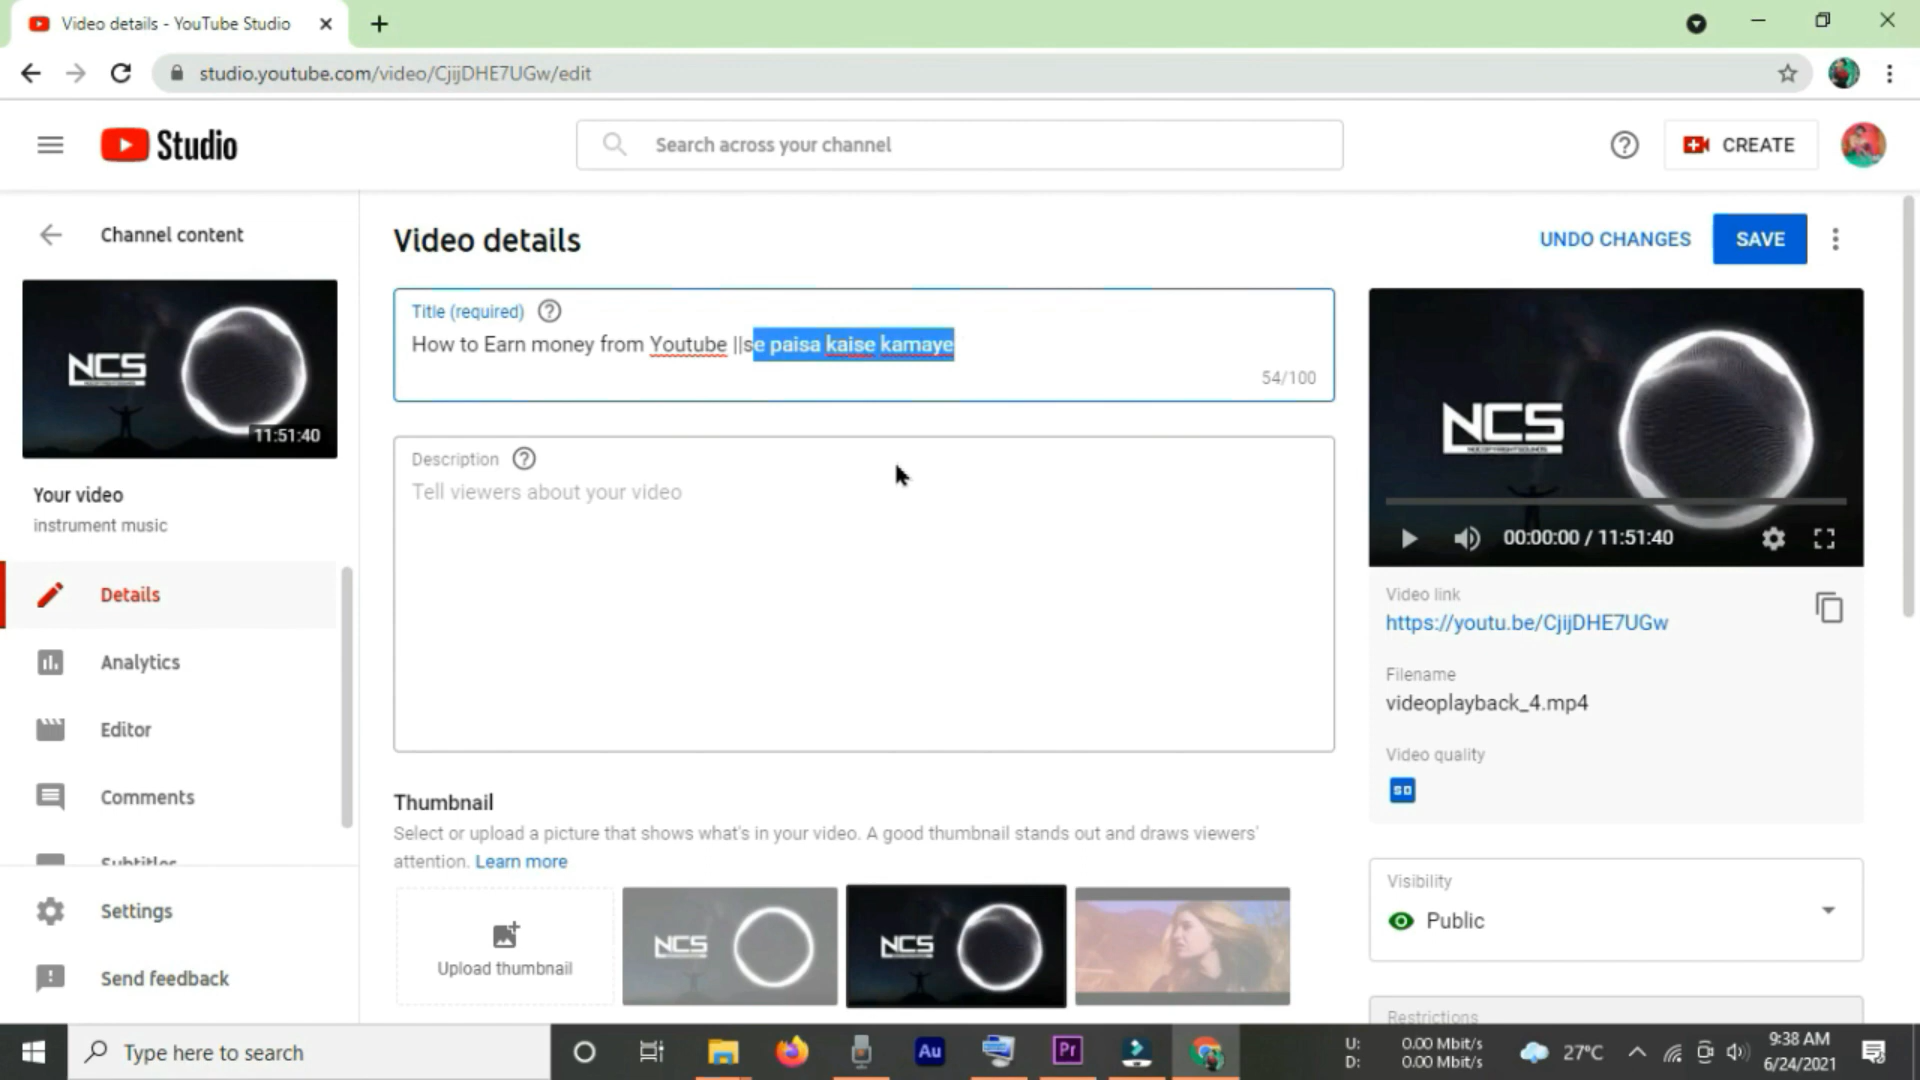 Video details - YouTube Studio
studio.youtube.com/video/CjijDHE7UGw/edit
Studio
Search across your channel
CREATE
Channel content
NCS
11:51:40
Your video
instrument music
Details
Analytics
Editor
Comments
Subtitles
Settings
Send feedback
Video details
UNDO CHANGES
SAVE
Title (required)
How to Earn money from Youtube ||se paisa kaise kamaye
54/100
Description
Tell viewers about your video
Thumbnail
Select or upload a picture that shows what's in your video. A good thumbnail stands out and draws viewers'
attention. Learn more
Upload thumbnail
NCS
NCS
NCS
00:00:00 / 11:51:40
Video link
https://youtu.be/CjijDHE7UGw
Filename
videoplayback_4.mp4
Video quality
SD
Visibility
Public
Restrictions
Type here to search
Au
Pr
U: 0.00 Mbit/s
D: 0.00 Mbit/s
27°C
9:38 AM
6/24/2021